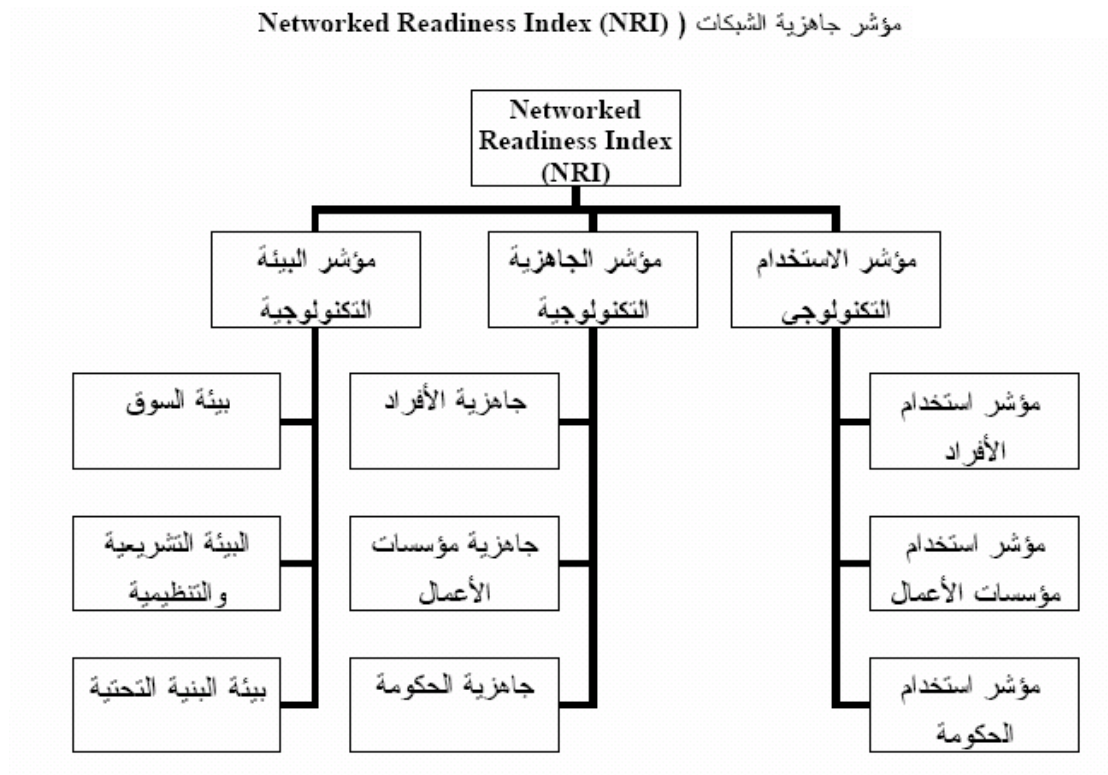 مؤشر جاهزية الشبكات ( Networked Readiness Index (NRI)
Networked
Readiness Index
(NRI)
مؤشر الاستخدام
التكنولوجي
مؤشر الجاهزية
التكنولوجية
مؤشر البيئة
التكنولوجية
مؤشر استخدام
الأفراد
جاهزية الأفراد
بيئة السوق
مؤشر استخدام
مؤسسات الأعمال
جاهزية مؤسسات
الأعمال
البيئة التشريعية
والتنظيمية
مؤشر استخدام
الحكومة
جاهزية الحكومة
بيئة البنية التحتية